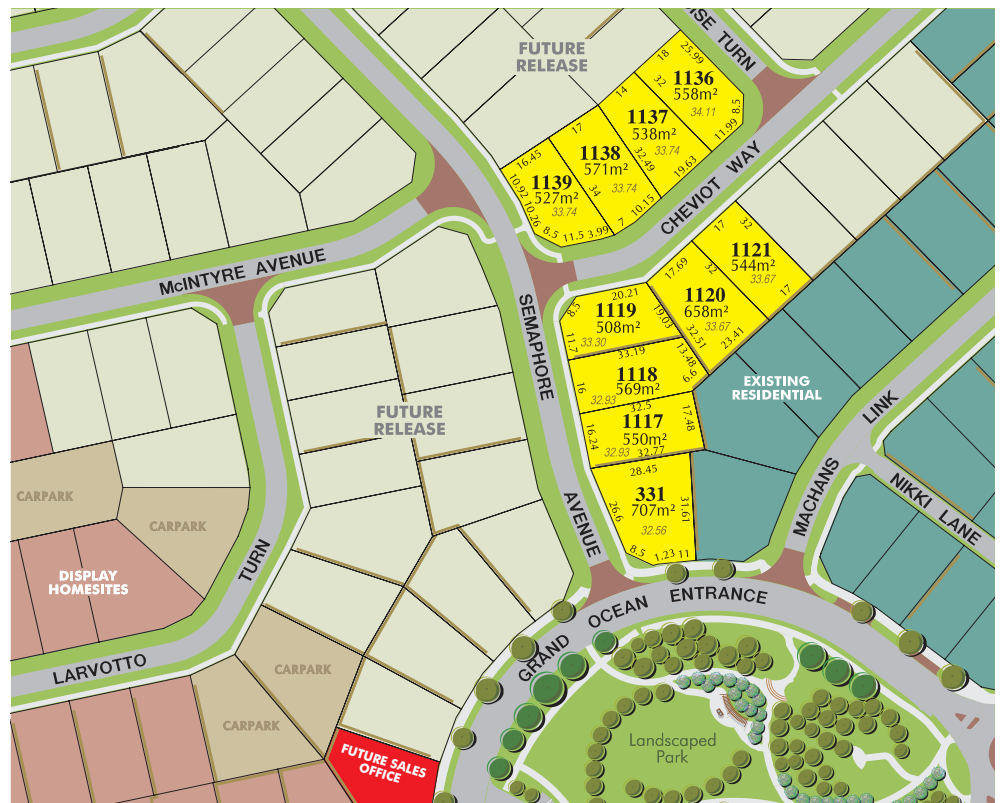 FUTURE
RELEASE
ISE TURN
25.99
18
32
1136
558m²
34.11
8.5
11.99
14
1137
538m²
33.74
32.49
19.63
17
1138
571m²
33.74
34
10.15
7
16.45
1139
527m²
33.74
10.92
10.26
8.5
11.5
3.99
CHEVIOT WAY
McINTYRE AVENUE
SEMAPHORE
AVENUE
17
32
1121
544m²
33.67
17
17.69
32
1120
658m²
33.67
32.51
23.41
20.21
8.5
1119
508m²
19.03
11.7
33.30
33.19
13.48
6.6
1118
569m²
16
32.93
32.5
1117
550m²
17.48
16.24
32.93
32.77
28.45
331
707m²
26.6
31.61
32.56
8.5
1.23
11
EXISTING
RESIDENTIAL
FUTURE
RELEASE
MACHANS LINK
NIKKI LANE
CARPARK
CARPARK
DISPLAY
HOMESITES
LARVOTTO
TURN
CARPARK
CARPARK
GRAND OCEAN ENTRANCE
FUTURE SALES
OFFICE
Landscaped
Park